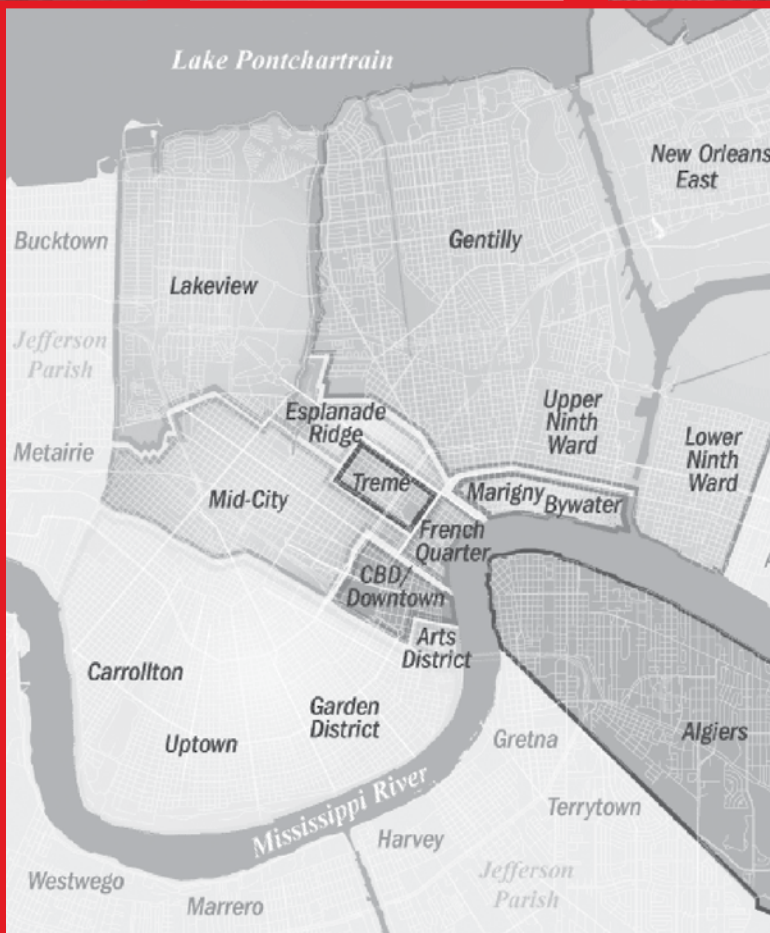 Lake Pontchartrain
New Orleans
East
Bucktown
Gentilly
Lakeview
Jefferson
Parish
Esplanade
Ridge
Upper
Ninth
Ward
Lower
Ninth
Ward
Metairie
Treme
Mid-City
Marigny
Bywater
French
Quarter
CBD/
Downtown
Arts
District
Carrollton
Garden
District
Uptown
Gretna
Algiers
Mississippi River
Terrytown
Harvey
Westwego
Jefferson
Parish
Marrero